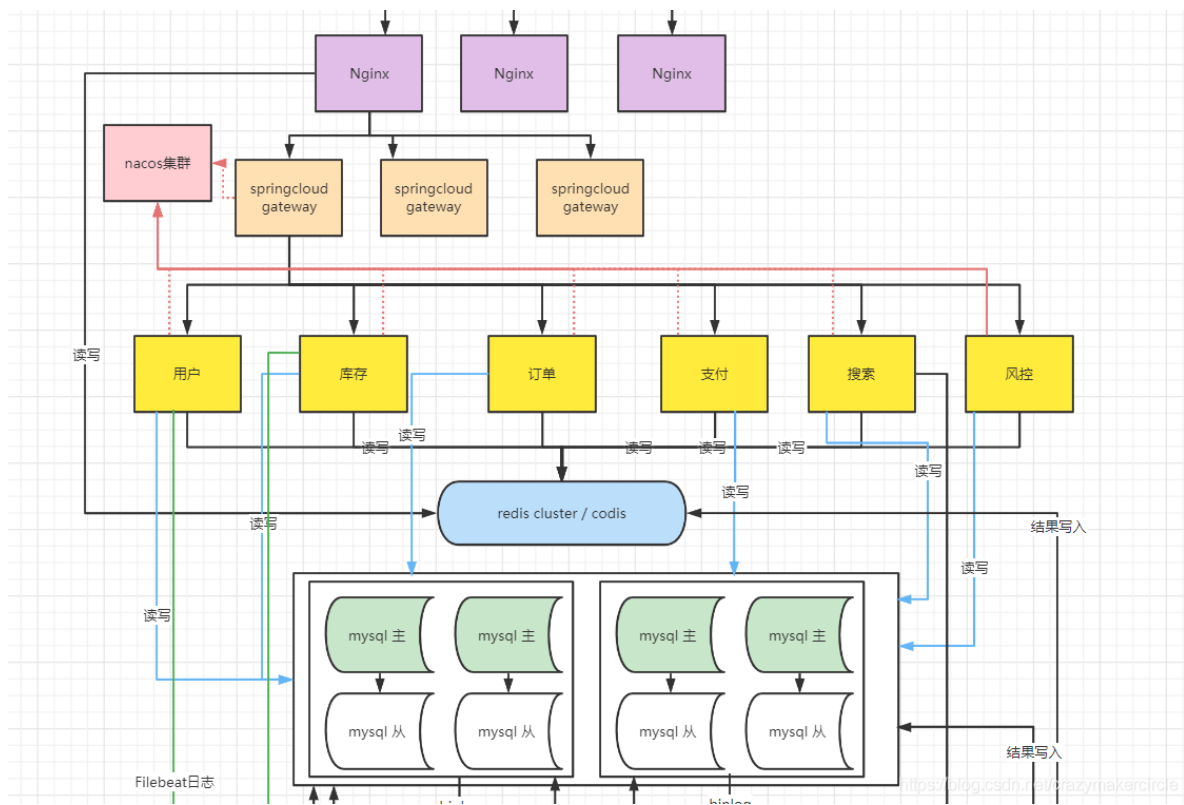 Nginx
Nginx
Nginx
nacos集群
springcloud
gateway
springcloud
gateway
springcloud
gateway
读写
用户
库存
订单
支付
搜索
风控
读写
读写
读写
读写
读写
读写
读写
redis cluster / codis
读写
结果写入
读写
读写
mysql 主
mysql 主
mysql 主
mysql 主
mysql 从
mysql 从
mysql 从
mysql 从
结果写入
Filebeat日志
https://blog.csdn.net/crazymakercircle
binlog